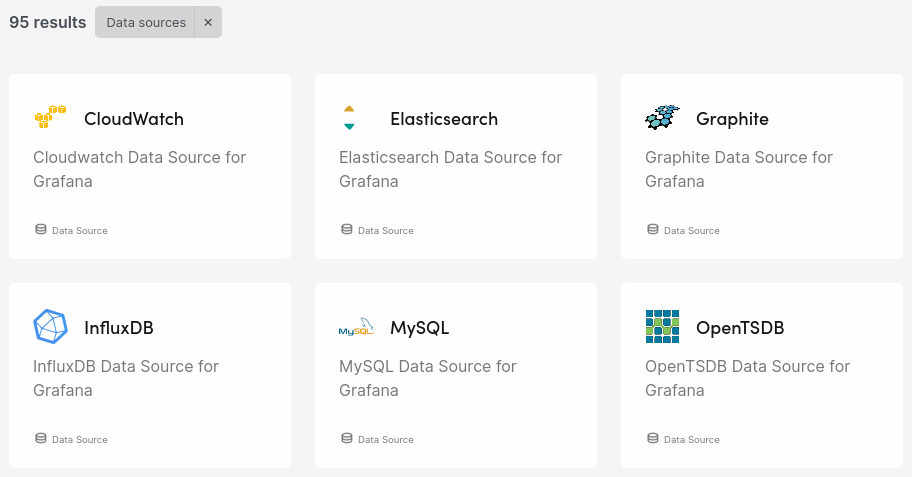 95 results
Data sources ×
CloudWatch
Cloudwatch Data Source for
Grafana
Data Source
Elasticsearch
Elasticsearch Data Source for
Grafana
Data Source
Graphite
Graphite Data Source for
Grafana
Data Source
InfluxDB
InfluxDB Data Source for
Grafana
Data Source
MySQL
MySQL
MySQL Data Source for
Grafana
Data Source
OpenTSDB
OpenTSDB Data Source for
Grafana
Data Source